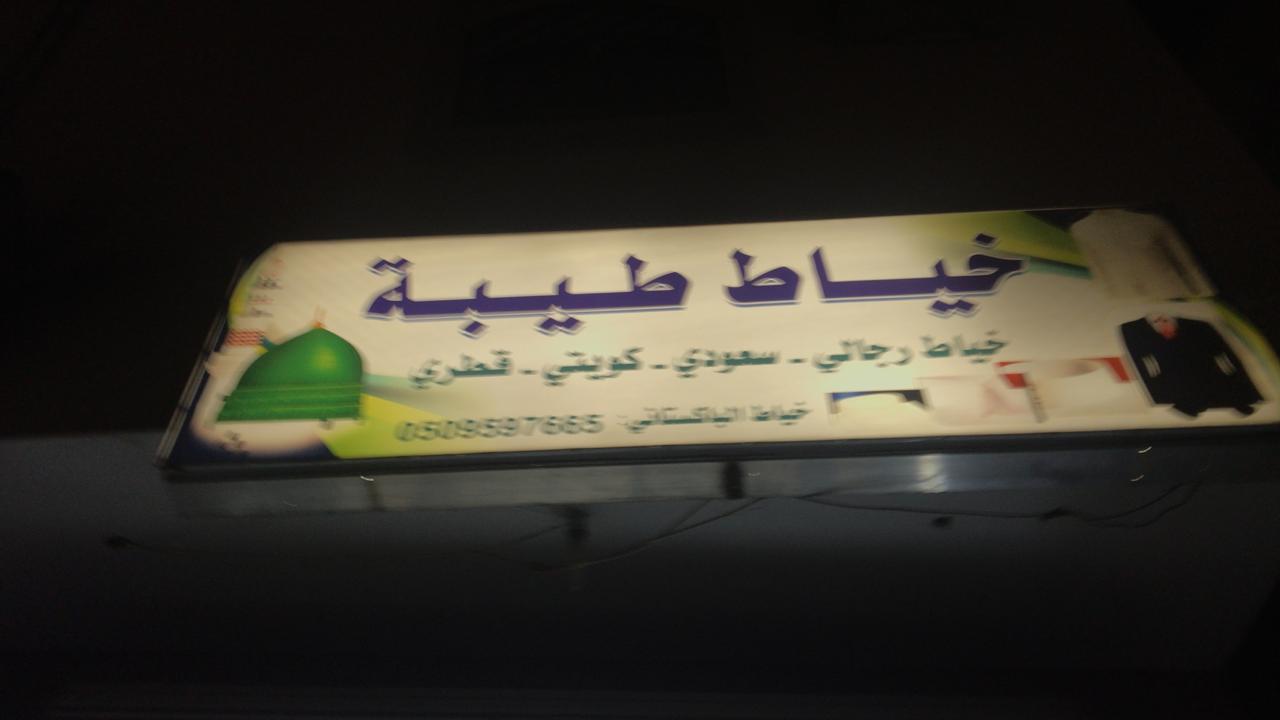 خياط طيبة
خياط رجالي - سعودي - كويتي - قطري
خياط الباكستاني: 0509597665